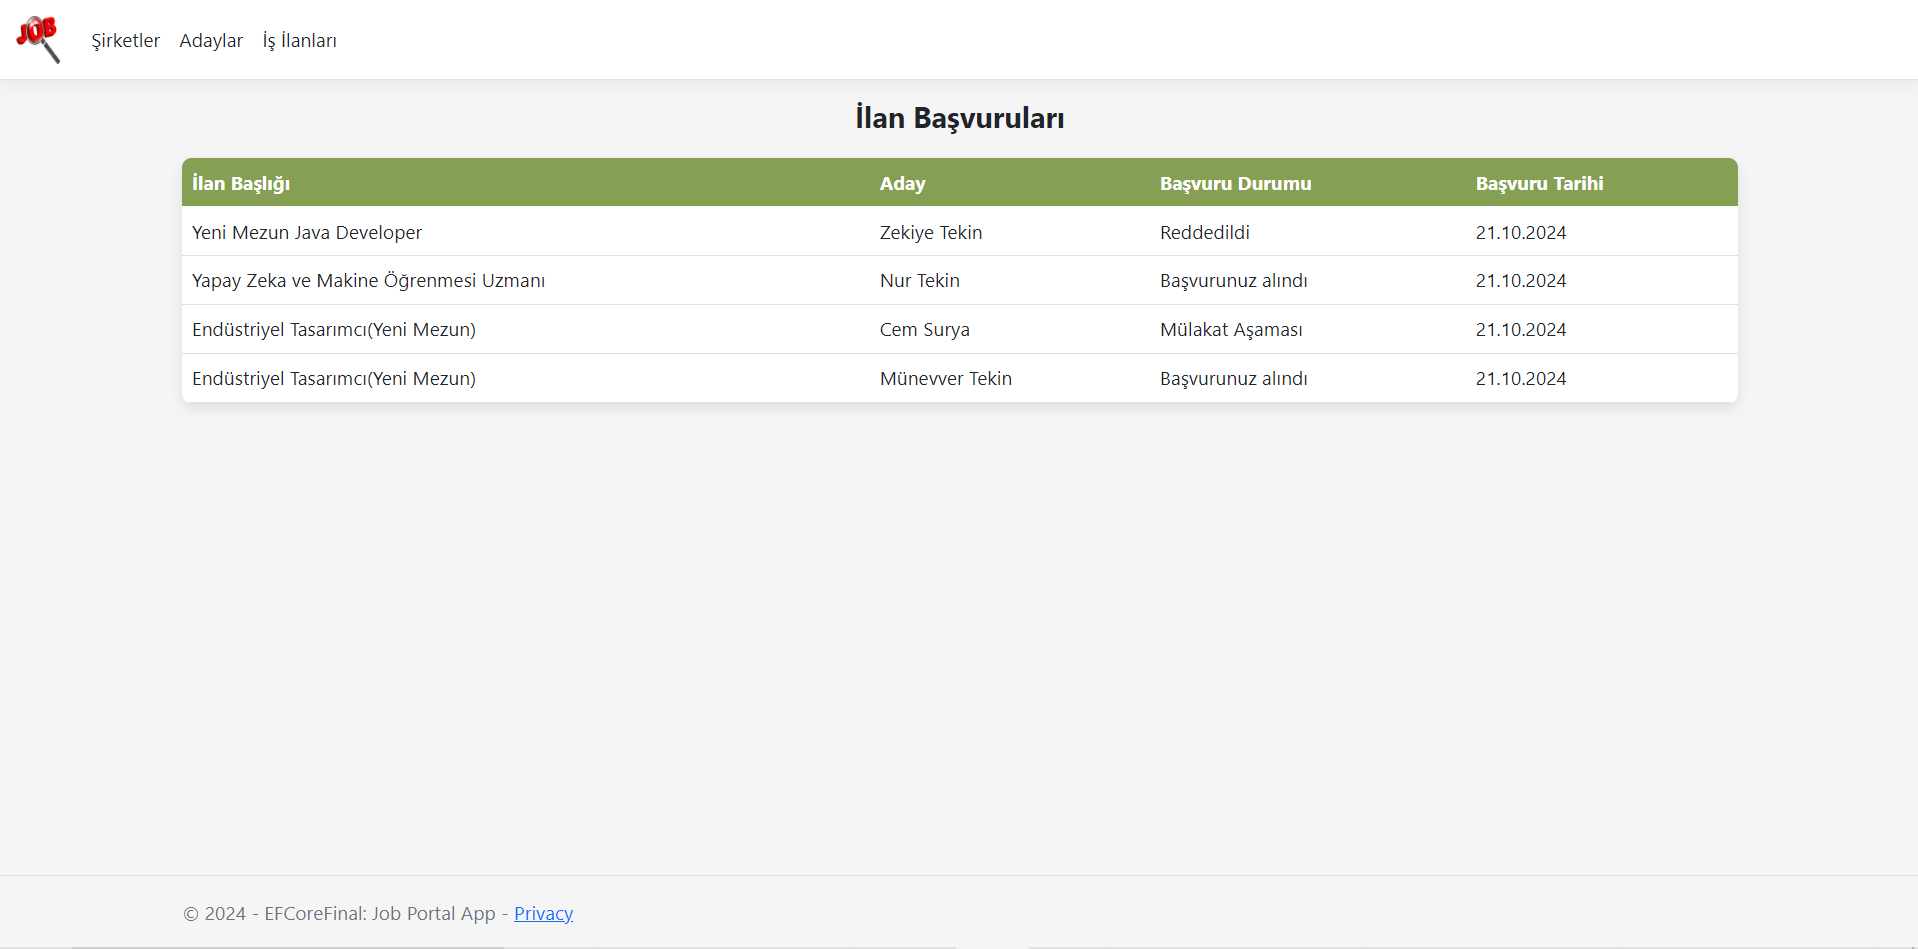 JOB
Şirketler Adaylar İş İlanları
İlan Başvuruları
İlan Başlığı Aday Başvuru Durumu Başvuru Tarihi
Yeni Mezun Java Developer Zekiye Tekin Reddedildi 21.10.2024
Yapay Zeka ve Makine Öğrenmesi Uzmanı Nur Tekin Başvurunuz alındı 21.10.2024
Endüstriyel Tasarımcı(Yeni Mezun) Cem Surya Mülakat Aşaması 21.10.2024
Endüstriyel Tasarımcı(Yeni Mezun) Münevver Tekin Başvurunuz alındı 21.10.2024
© 2024 - EFCoreFinal: Job Portal App - Privacy